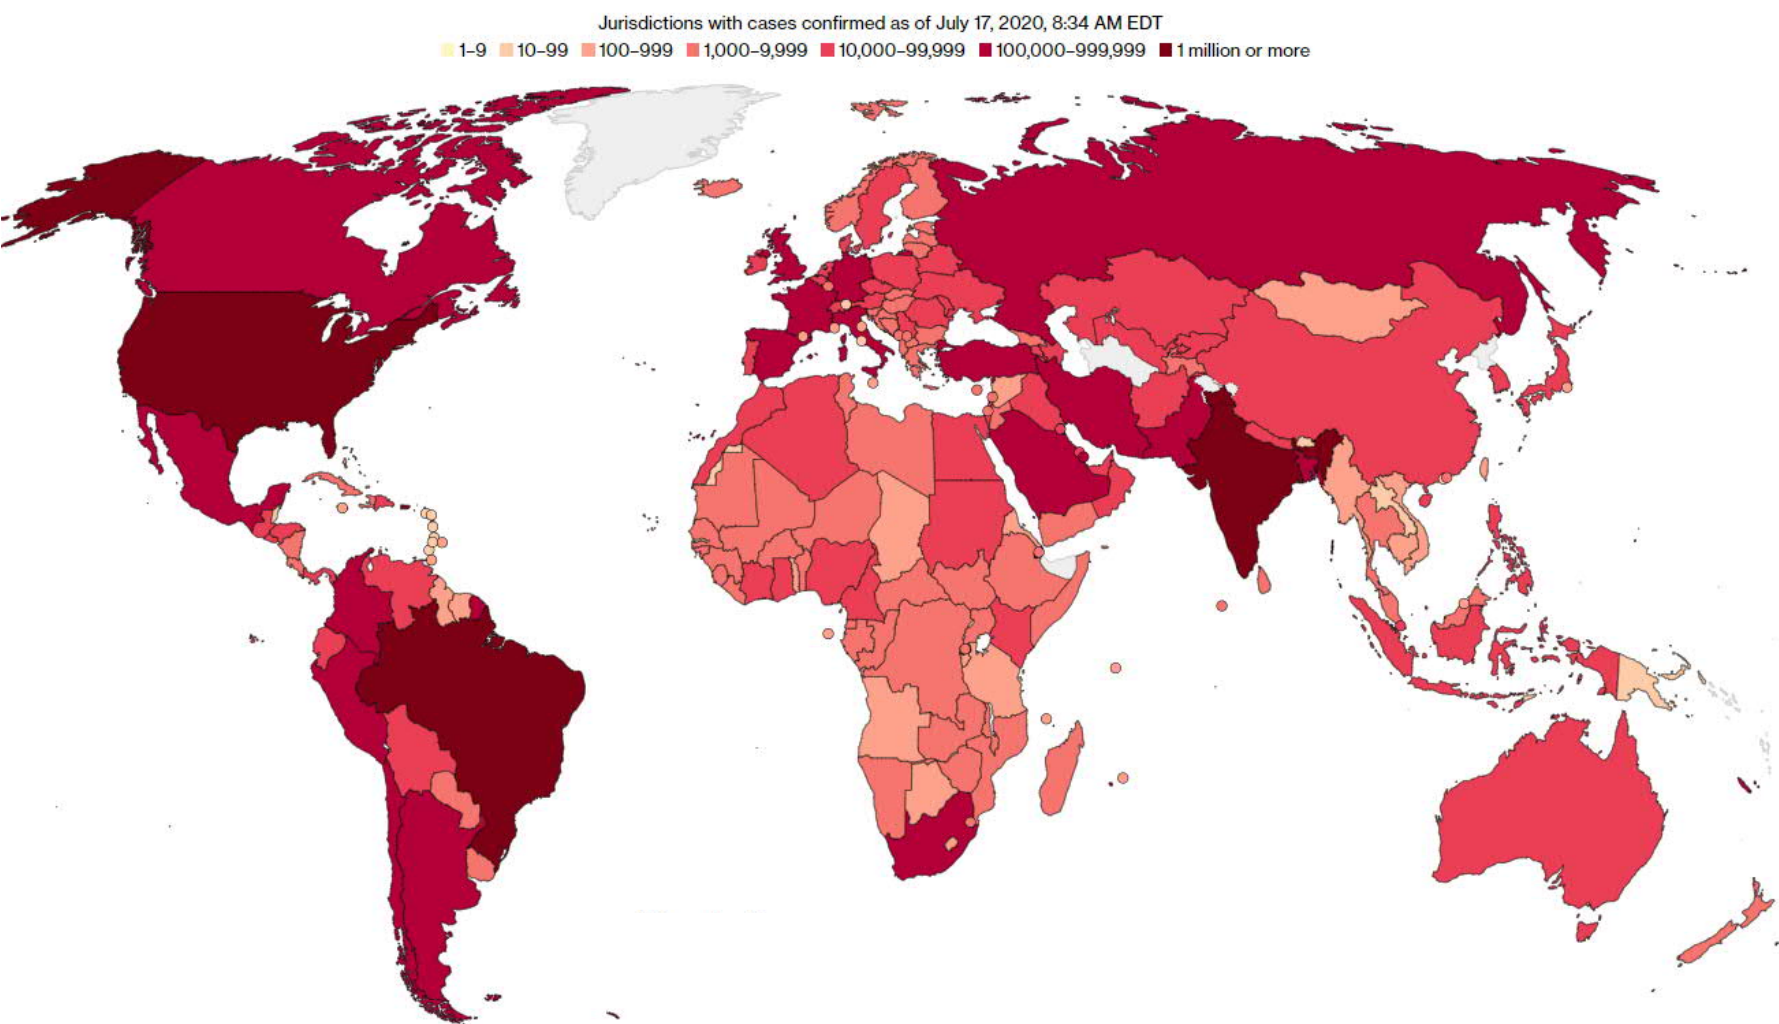 Jurisdictions with cases confirmed as of July 17, 2020, 8:34 AM EDT
1–9 10–99 100–999 1,000–9,999 10,000–99,999 100,000–999,999 1 million or more